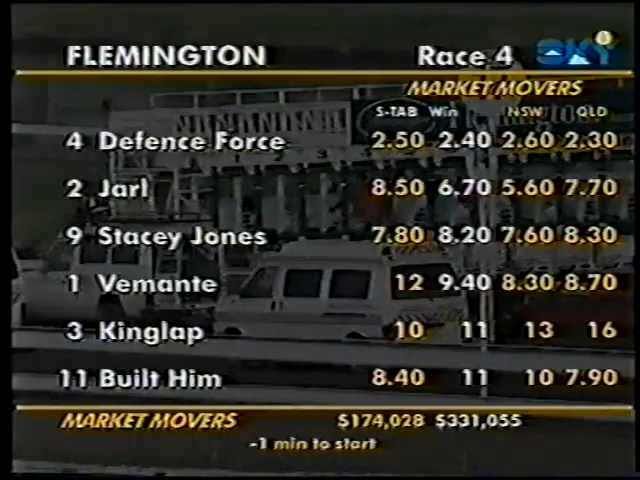 FLEMINGTON Race 4 SKY
MARKET MOVERS
S-TAB Win NSW QLD
4 Defence Force 2.50 2.40 2.60 2.30
2 Jarl 8.50 6.70 5.60 7.70
9 Stacey Jones 7.80 8.20 7.60 8.30
1 Vemante 12 9.40 8.30 8.70
3 Kinglap 10 11 13 16
11 Built Him 8.40 11 10 7.90
MARKET MOVERS $174,028 $331,055
-1 min to start